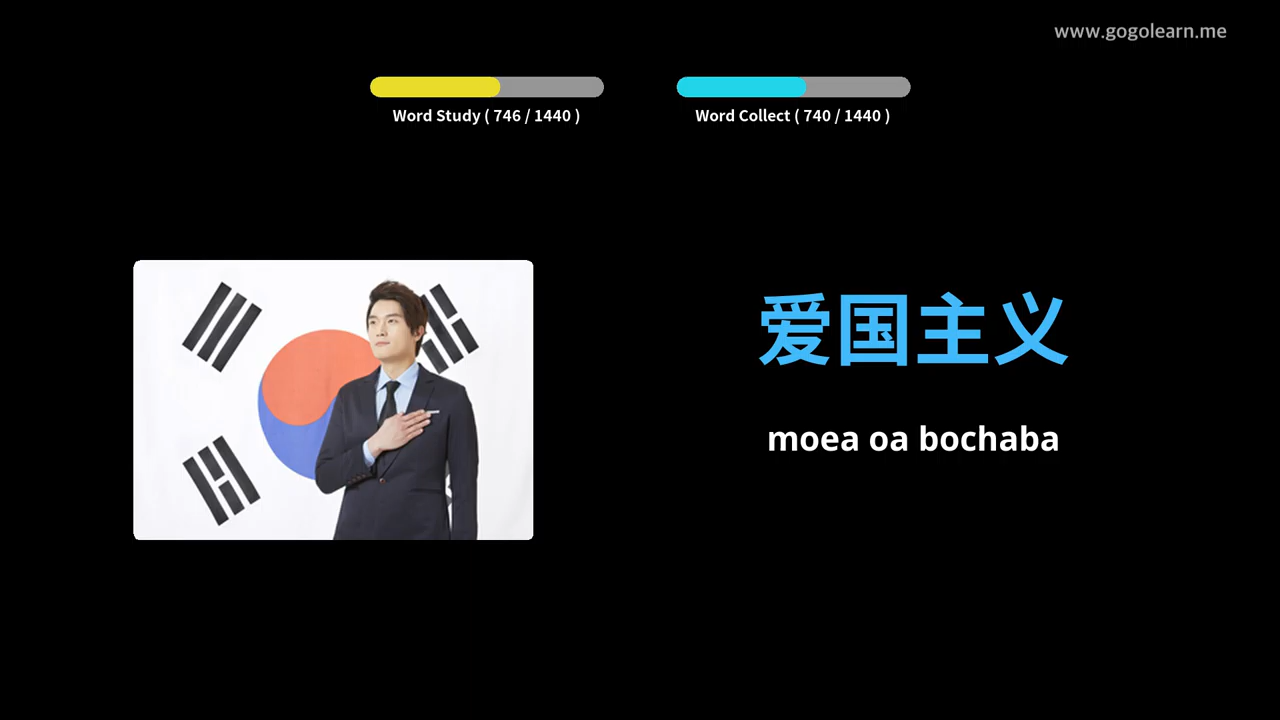 www.gogolearn.me
Word Study ( 746 / 1440 )
Word Collect ( 740 / 1440 )
爱国主义
moea oa bochaba